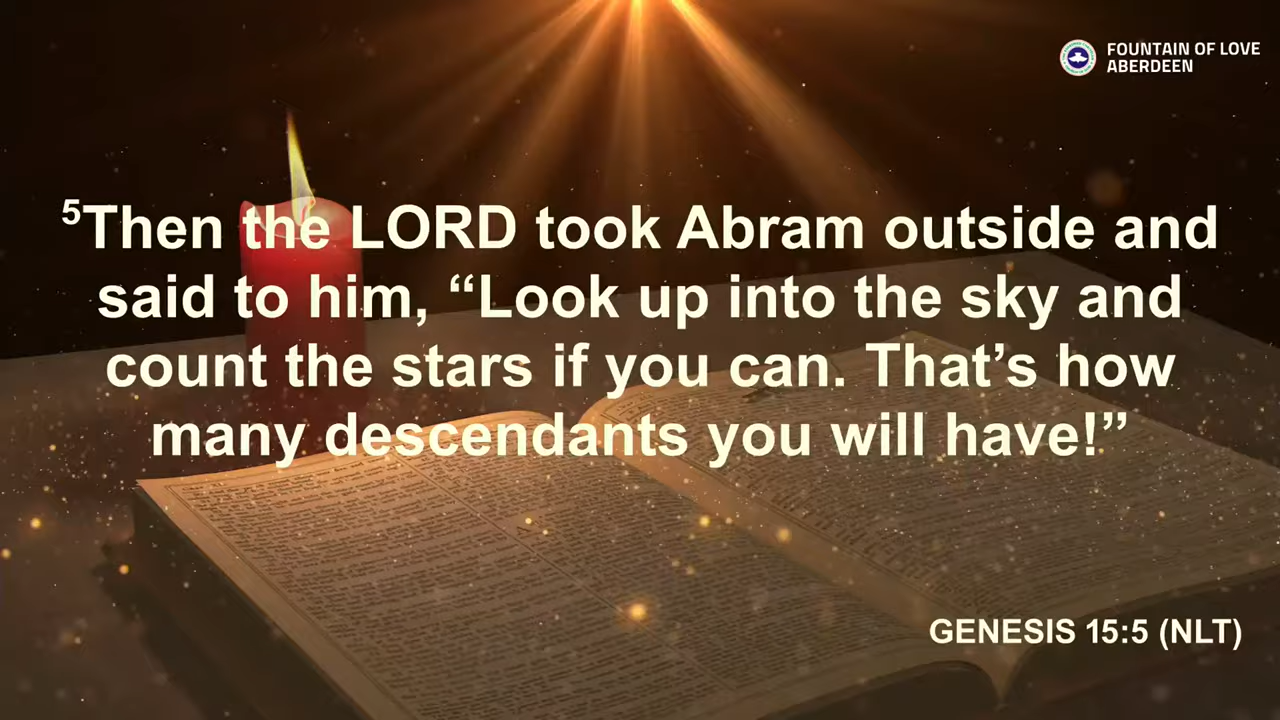 FOUNTAIN OF LOVE
ABERDEEN
⁵Then the LORD took Abram outside and
said to him, “Look up into the sky and
count the stars if you can. That’s how
many descendants you will have!”
GENESIS 15:5 (NLT)